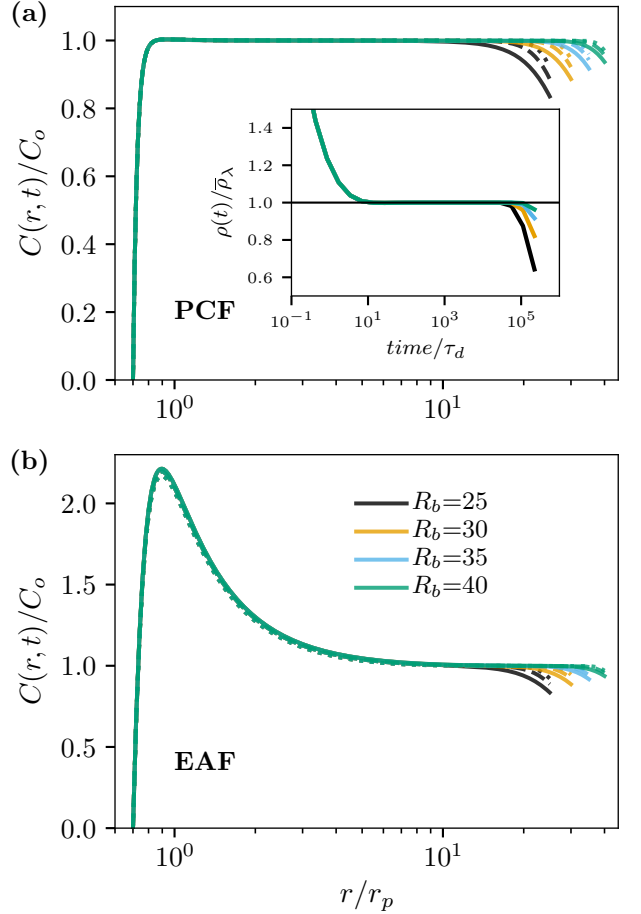 (a)
C(r, t)/C_o
1.0
0.8
0.6
0.4
0.2
0.0
PCF
ρ(t)/ρ̅_λ
1.4
1.2
1.0
0.8
0.6
10^−1
10^1
10^3
10^5
time/τ_d
10^0
10^1
(b)
C(r, t)/C_o
2.0
1.5
1.0
0.5
0.0
R_b=25
R_b=30
R_b=35
R_b=40
EAF
10^0
10^1
r/r_p